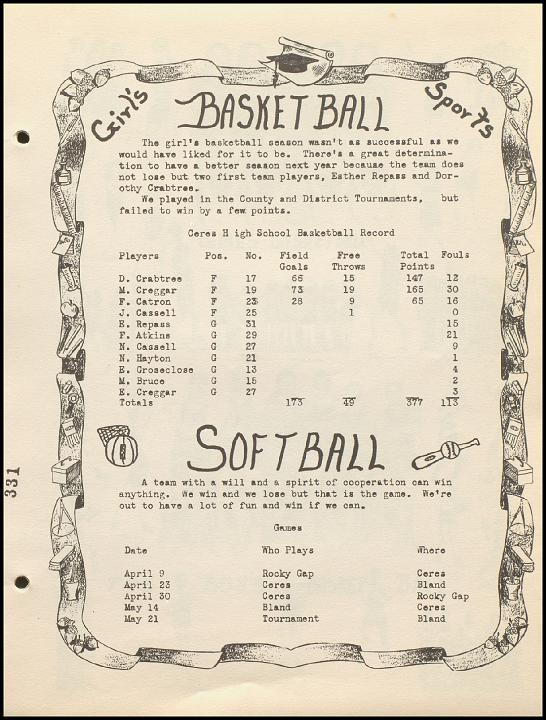 Girl's
Sports
BASKETBALL
The girl's basketball season wasn't as successful as we
would have liked for it to be. There's a great determina-
tion to have a better season next year because the team does
not lose but two first team players, Esther Repass and Dor-
othy Crabtree.
We played in the County and District Tournaments, but
failed to win by a few points.
Ceres H igh School Basketball Record
Players Pos. No. Field Free Total Fouls
Goals Throws Points
D. Crabtree F 17 66 15 147 12
M. Creggar F 19 73 19 165 30
F. Catron F 23 28 9 65 16
J. Cassell F 25 1 0
E. Repass G 31 15
F. Atkins G 29 21
N. Cassell G 27 9
N. Hayton G 21 1
E. Groseclose G 13 4
M. Bruce G 15 2
E. Creggar G 27 3
Totals 173 49 377 113
SOFTBALL
A team with a will and a spirit of cooperation can win
anything. We win and we lose but that is the game. We're
out to have a lot of fun and win if we can.
Games
Date Who Plays Where
April 9 Rocky Gap Ceres
April 23 Ceres Bland
April 30 Ceres Rocky Gap
May 14 Bland Ceres
May 21 Tournament Bland
331